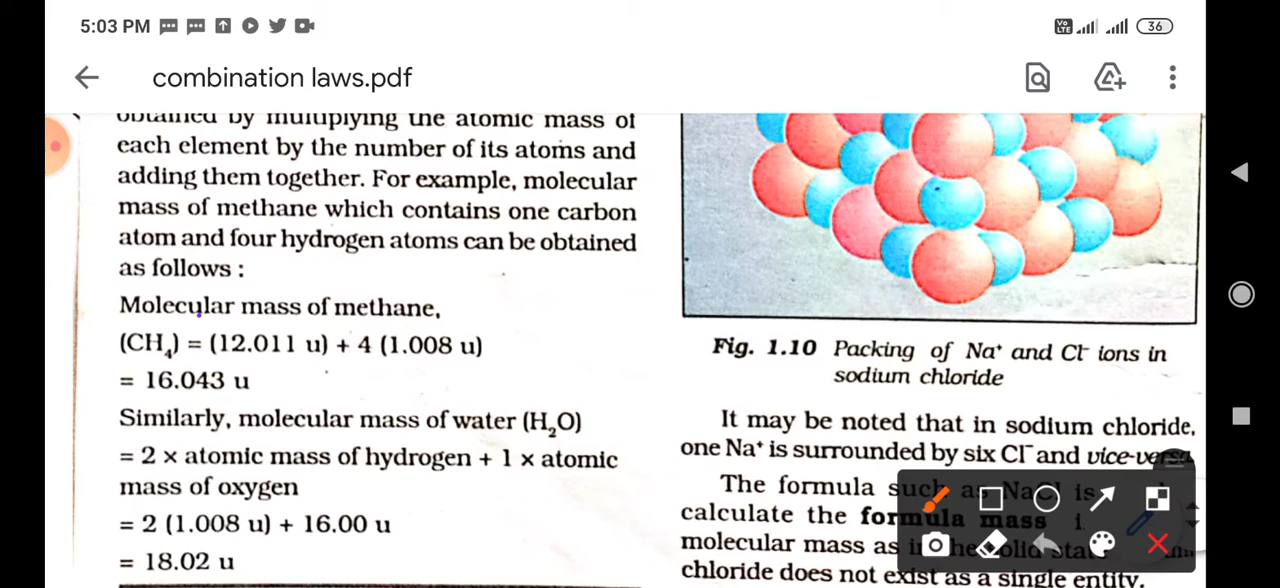 5:03 PM
Vo LTE
36
combination laws.pdf
obtained by multiplying the atomic mass of
each element by the number of its atoms and
adding them together. For example, molecular
mass of methane which contains one carbon
atom and four hydrogen atoms can be obtained
as follows :
Molecular mass of methane,
(CH₄) = (12.011 u) + 4 (1.008 u)
= 16.043 u
Similarly, molecular mass of water (H₂O)
= 2 × atomic mass of hydrogen + 1 × atomic
mass of oxygen
= 2 (1.008 u) + 16.00 u
= 18.02 u
Fig. 1.10 Packing of Na⁺ and Cl⁻ ions in
sodium chloride
It may be noted that in sodium chloride,
one Na⁺ is surrounded by six Cl⁻ and vice-versa
The formula such as NaCl is
calculate the formula mass
molecular mass as in the solid state
chloride does not exist as a single entity.